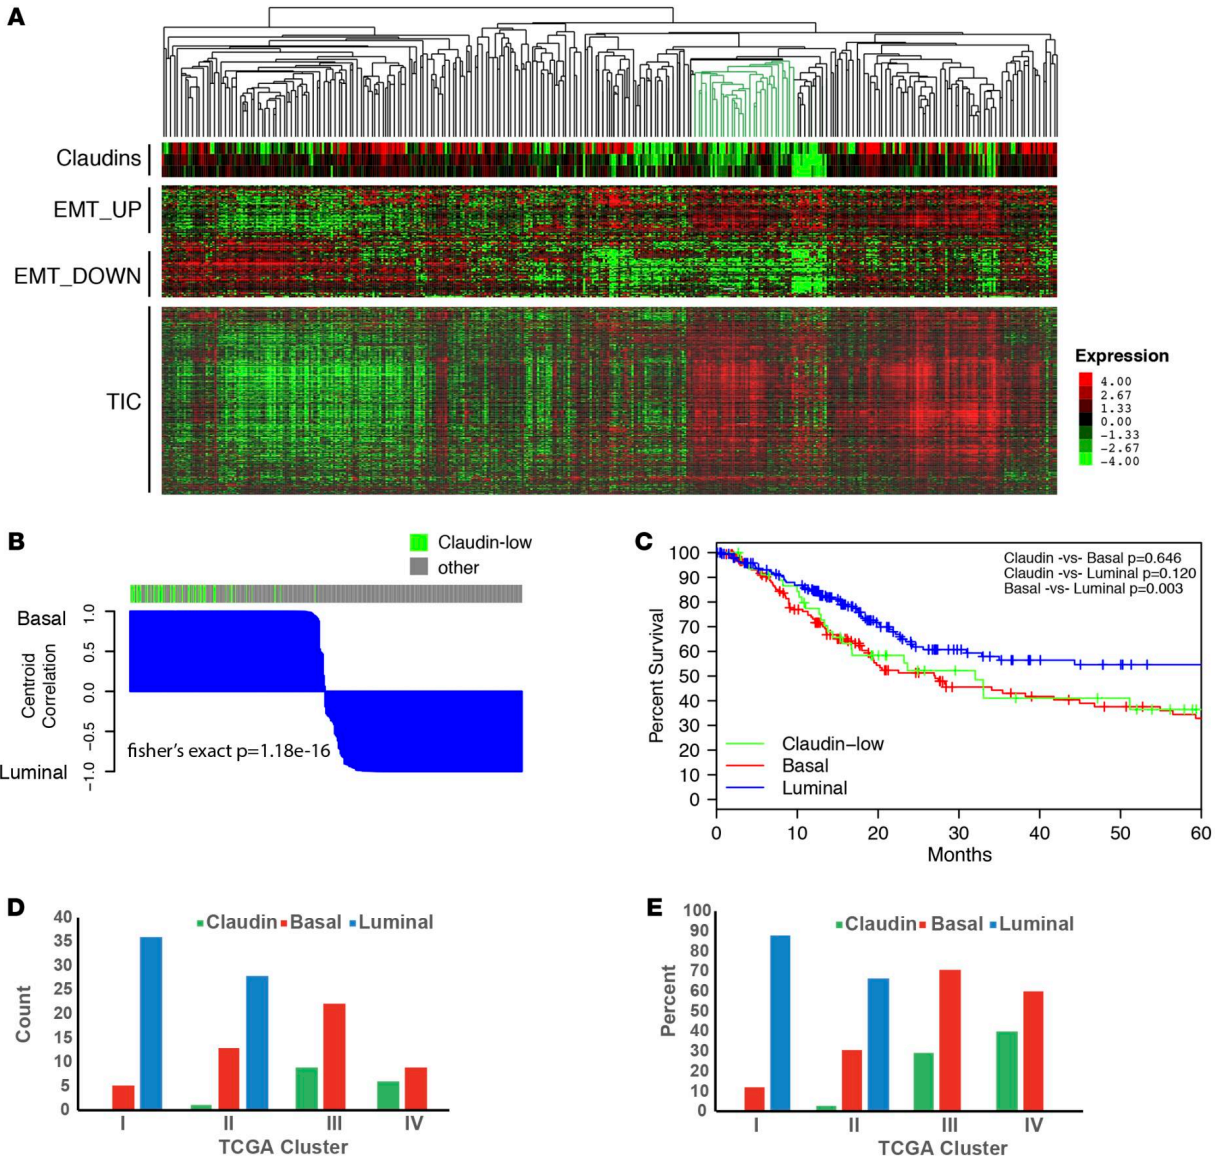 A
Claudins
EMT_UP
EMT_DOWN
TIC
Expression
4.00
2.67
1.33
0.00
-1.33
-2.67
-4.00
B
Claudin-low
other
Basal
Luminal
Centroid
Correlation
1.0
0.5
0.0
-0.5
-1.0
fisher's exact p=1.18e-16
C
Claudin -vs- Basal p=0.646
Claudin -vs- Luminal p=0.120
Basal -vs- Luminal p=0.003
Percent Survival
100
90
80
70
60
50
40
30
20
10
0
Claudin-low
Basal
Luminal
0 10 20 30 40 50 60
Months
D
Claudin Basal Luminal
Count
40
35
30
25
20
15
10
5
0
I II III IV
TCGA Cluster
E
Claudin Basal Luminal
Percent
100
90
80
70
60
50
40
30
20
10
0
I II III IV
TCGA Cluster